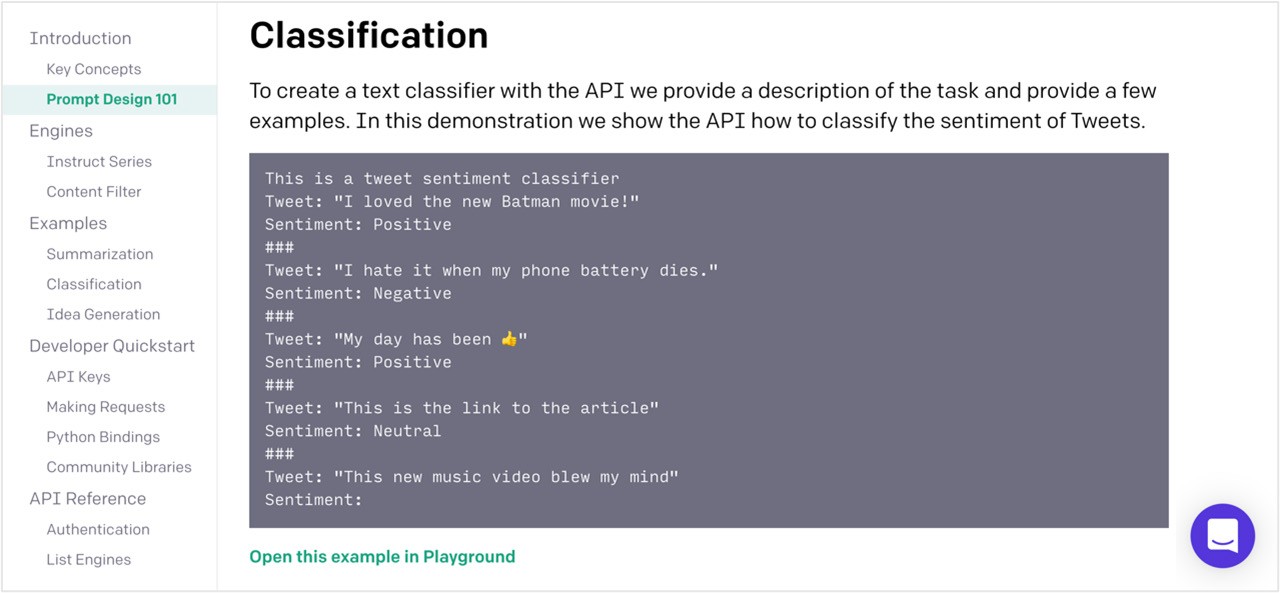 Introduction
Key Concepts
Prompt Design 101
Engines
Instruct Series
Content Filter
Examples
Summarization
Classification
Idea Generation
Developer Quickstart
API Keys
Making Requests
Python Bindings
Community Libraries
API Reference
Authentication
List Engines
Classification
To create a text classifier with the API we provide a description of the task and provide a few
examples. In this demonstration we show the API how to classify the sentiment of Tweets.
This is a tweet sentiment classifier
Tweet: "I loved the new Batman movie!"
Sentiment: Positive
###
Tweet: "I hate it when my phone battery dies."
Sentiment: Negative
###
Tweet: "My day has been 👍"
Sentiment: Positive
###
Tweet: "This is the link to the article"
Sentiment: Neutral
###
Tweet: "This new music video blew my mind"
Sentiment:
Open this example in Playground